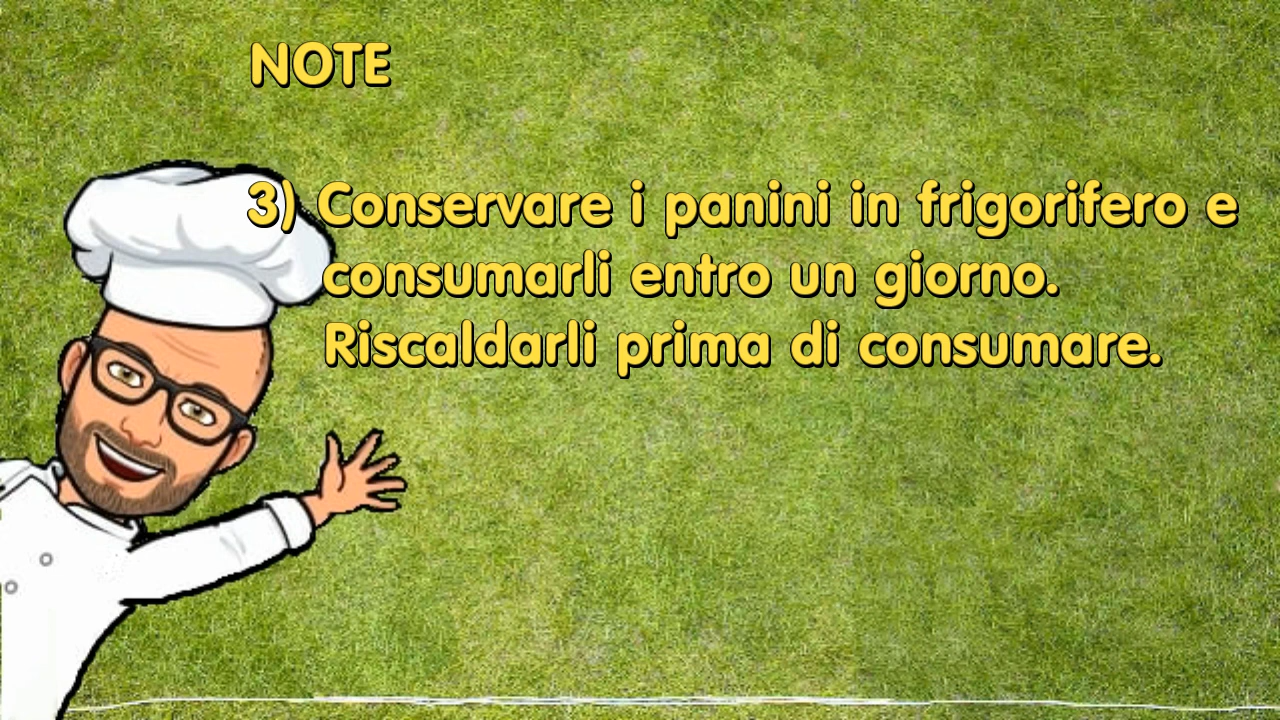 NOTE
3) Conservare i panini in frigorifero e
consumarli entro un giorno.
Riscaldarli prima di consumare.